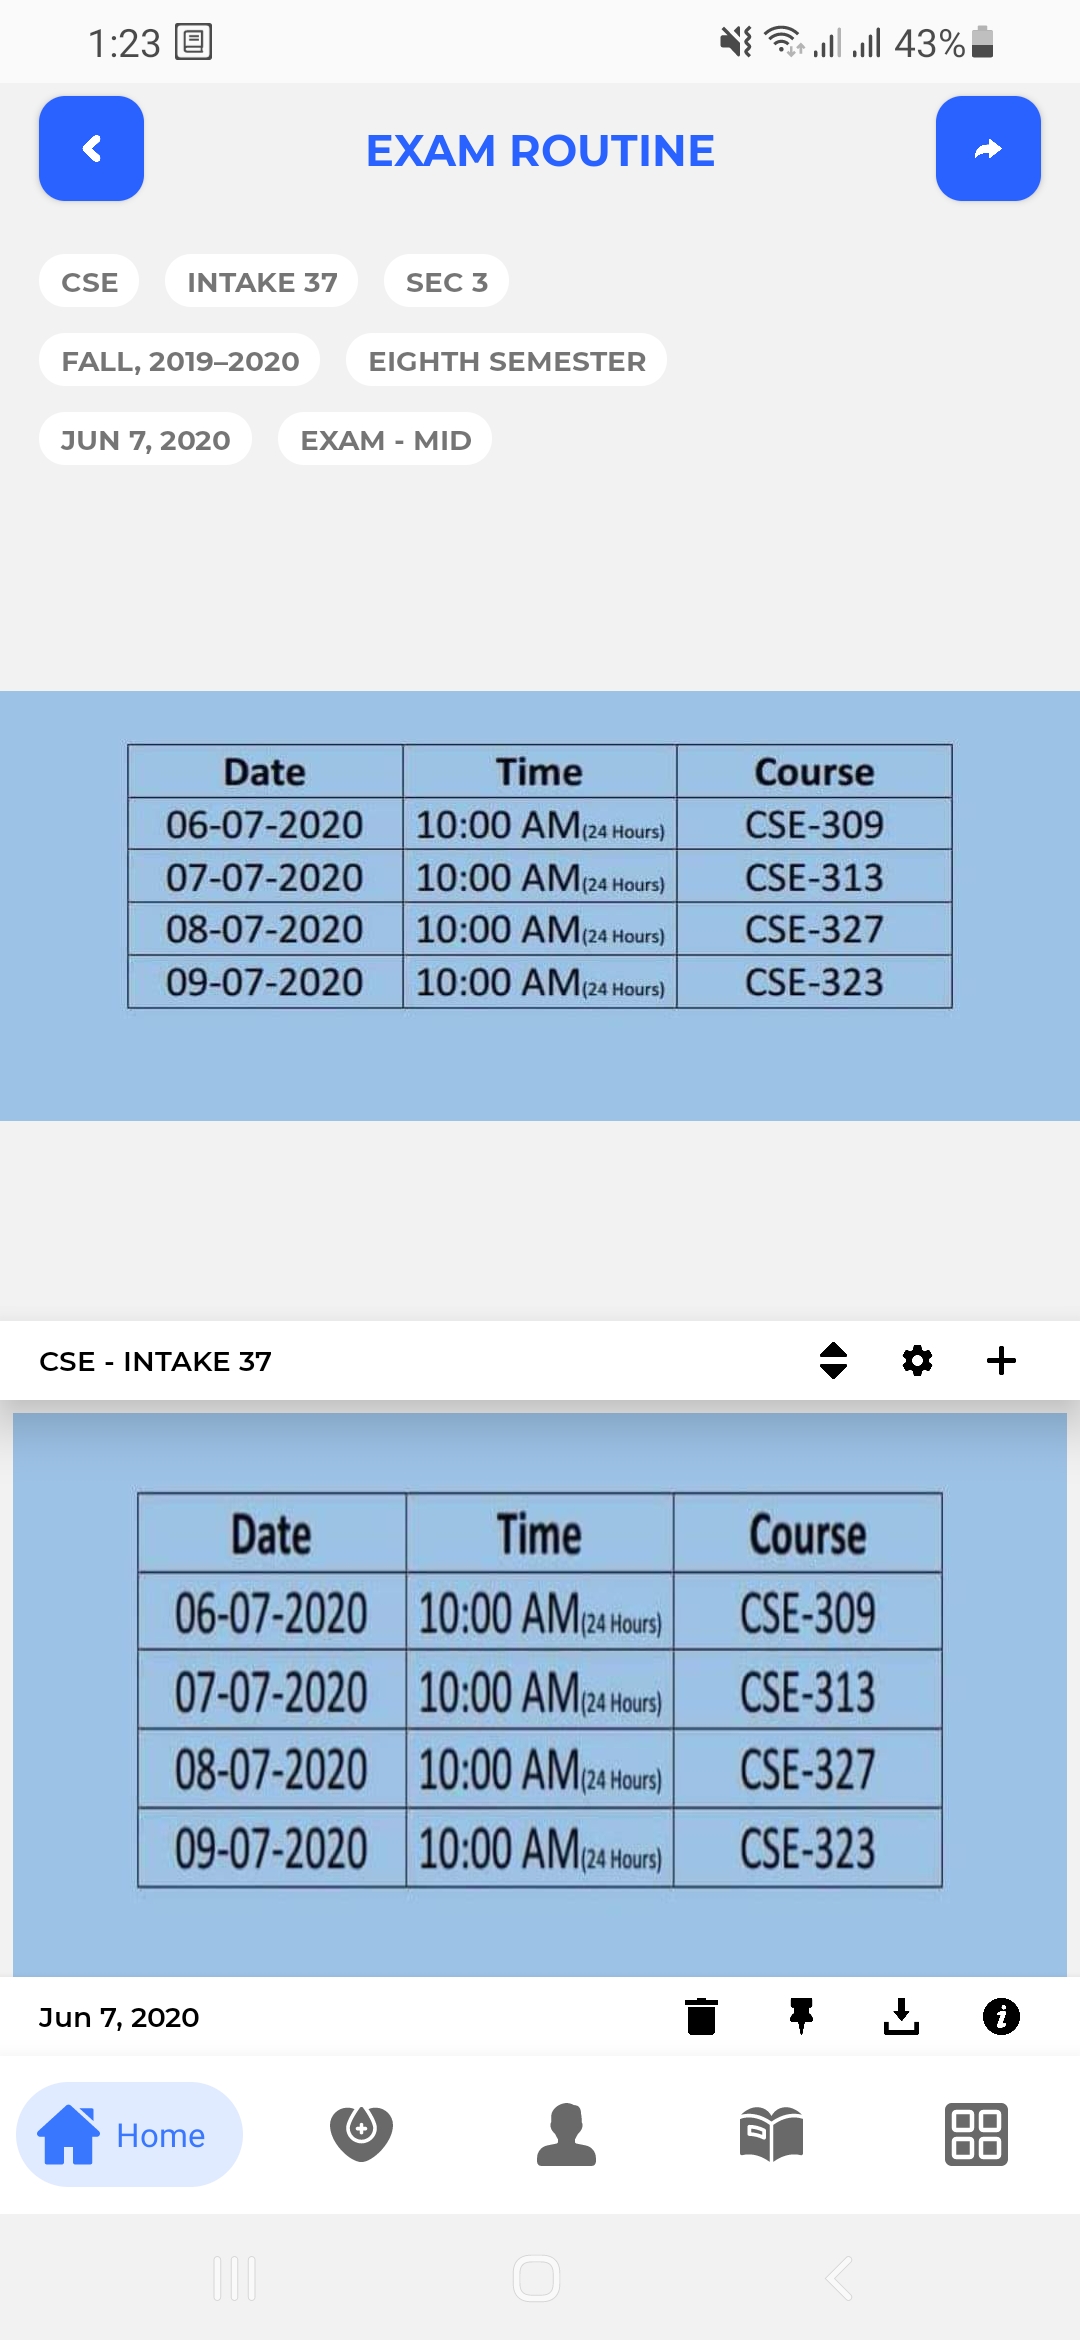 1:23 43%
EXAM ROUTINE
CSE INTAKE 37 SEC 3
FALL, 2019–2020 EIGHTH SEMESTER
JUN 7, 2020 EXAM - MID
Date Time Course
06-07-2020 10:00 AM(24 Hours) CSE-309
07-07-2020 10:00 AM(24 Hours) CSE-313
08-07-2020 10:00 AM(24 Hours) CSE-327
09-07-2020 10:00 AM(24 Hours) CSE-323
CSE - INTAKE 37
Date Time Course
06-07-2020 10:00 AM(24 Hours) CSE-309
07-07-2020 10:00 AM(24 Hours) CSE-313
08-07-2020 10:00 AM(24 Hours) CSE-327
09-07-2020 10:00 AM(24 Hours) CSE-323
Jun 7, 2020
Home